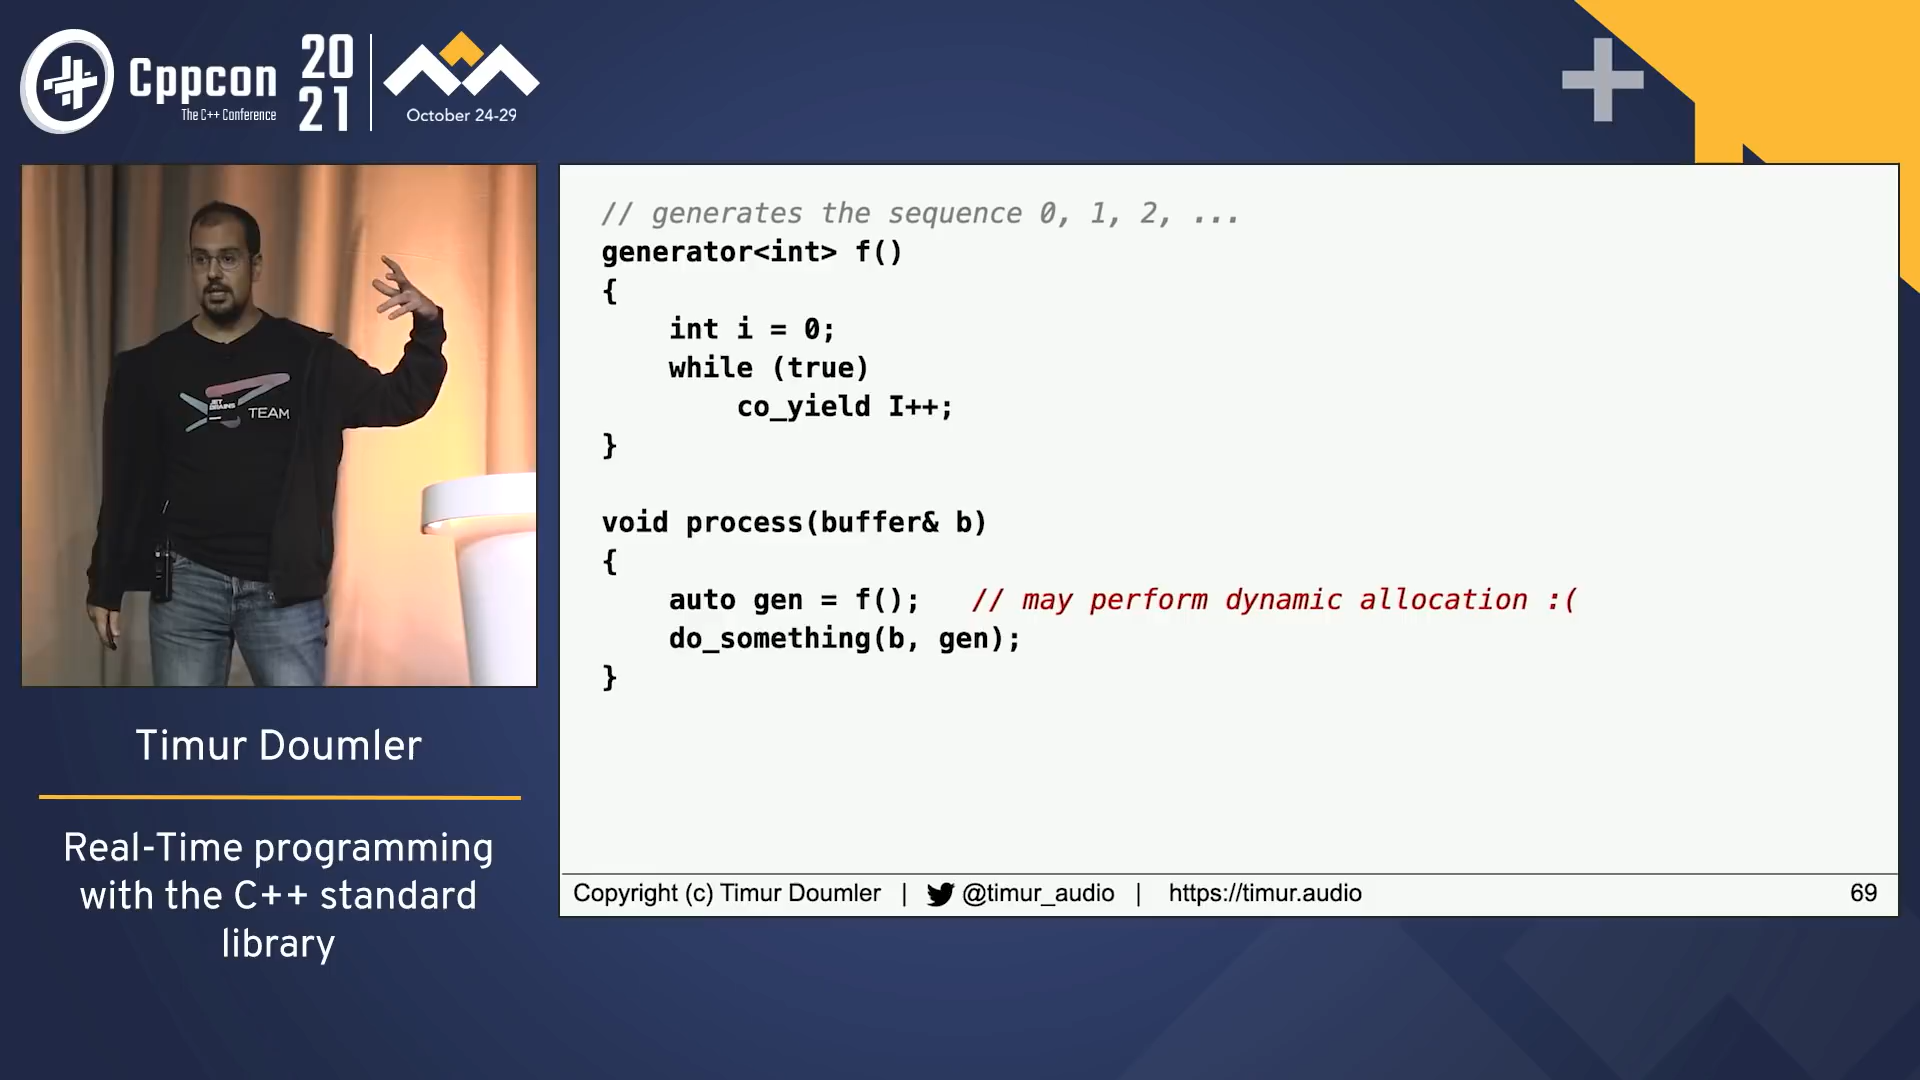 Cppcon
The C++ Conference
20
21
October 24-29
JET
BRAINS
TEAM
// generates the sequence 0, 1, 2, ...
generator<int> f()
{
    int i = 0;
    while (true)
        co_yield I++;
}
void process(buffer& b)
{
    auto gen = f();   // may perform dynamic allocation :(
    do_something(b, gen);
}
Copyright (c) Timur Doumler | @timur_audio | https://timur.audio
69
Timur Doumler
Real-Time programming
with the C++ standard
library